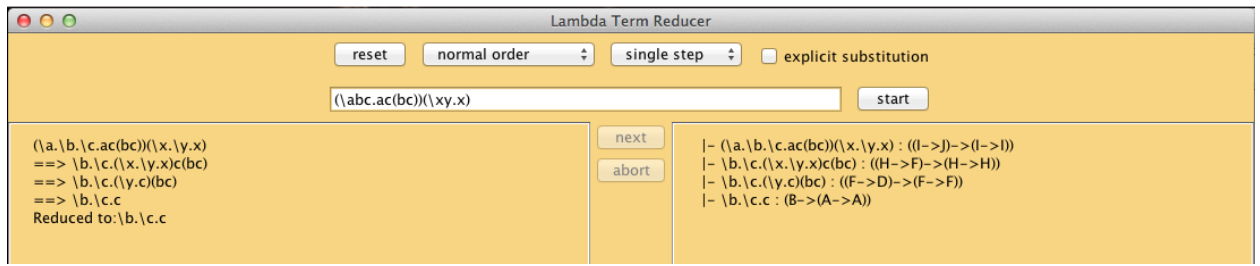 Lambda Term Reducer
reset normal order single step explicit substitution
(\abc.ac(bc))(\xy.x) start
next
abort
(\a.\b.\c.ac(bc))(\x.\y.x)
==> \b.\c.(\x.\y.x)c(bc)
==> \b.\c.(\y.c)(bc)
==> \b.\c.c
Reduced to:\b.\c.c
|- (\a.\b.\c.ac(bc))(\x.\y.x) : ((I->J)->(I->I))
|- \b.\c.(\x.\y.x)c(bc) : ((H->F)->(H->H))
|- \b.\c.(\y.c)(bc) : ((F->D)->(F->F))
|- \b.\c.c : (B->(A->A))